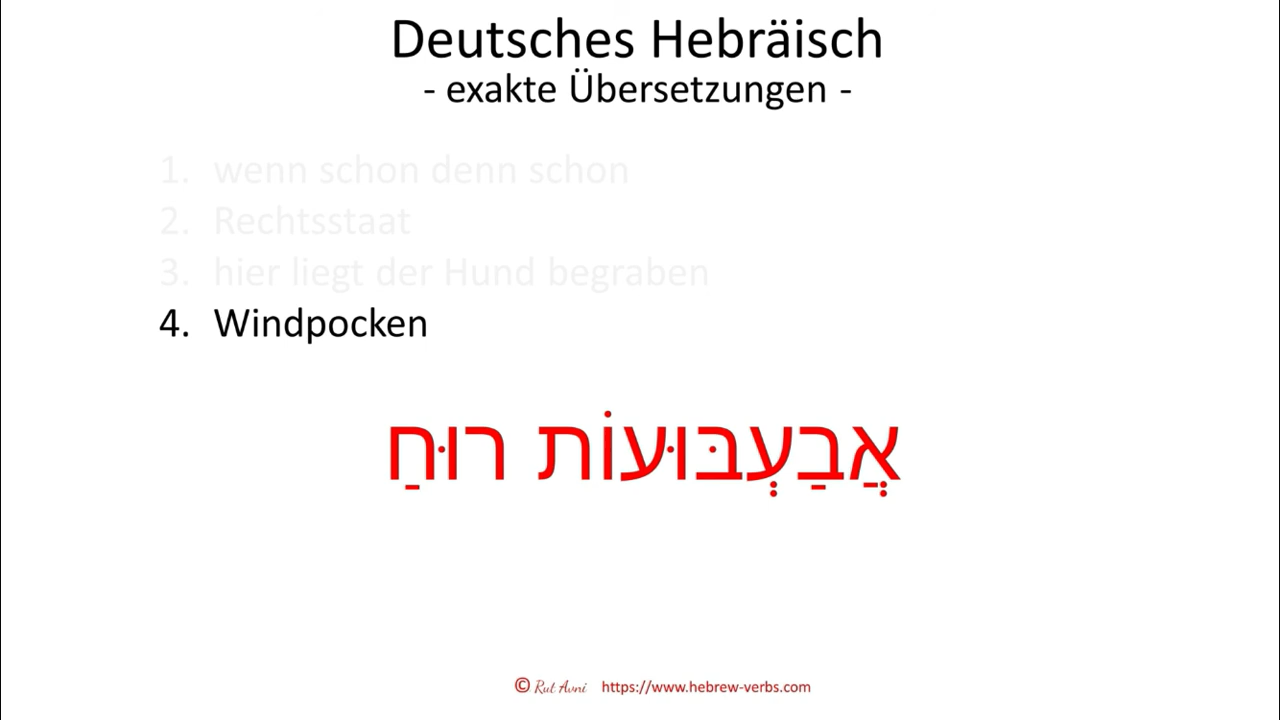 Deutsches Hebräisch
- exakte Übersetzungen -
1. wenn schon denn schon
2. Rechtsstaat
3. hier liegt der Hund begraben
4. Windpocken
אֲבַעְבּוּעוֹת רוּחַ
© Rut Avni https://www.hebrew-verbs.com